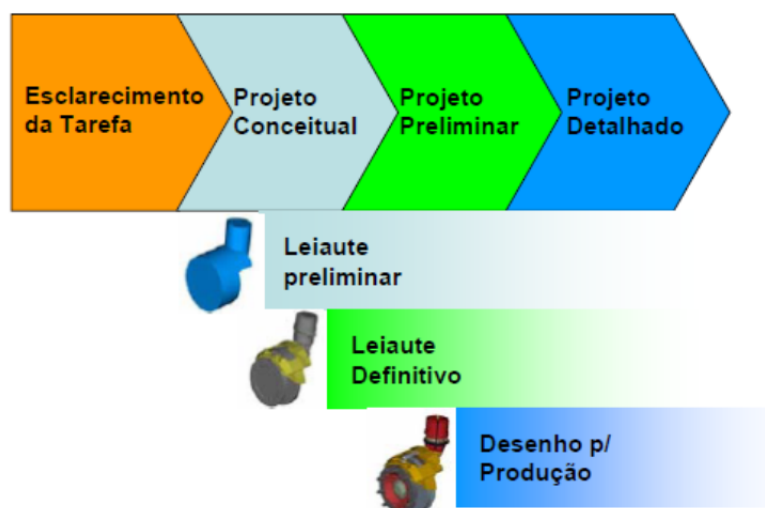 Esclarecimento
da Tarefa
Projeto
Conceitual
Projeto
Preliminar
Projeto
Detalhado
Leiaute
preliminar
Leiaute
Definitivo
Desenho p/
Produção